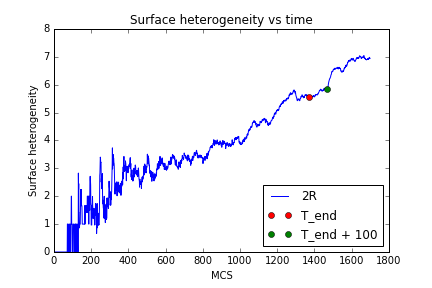 Surface heterogeneity vs time
8
7
6
5
4
3
2
1
0
Surface heterogeneity
2R
T_end
T_end + 100
0 200 400 600 800 1000 1200 1400 1600 1800
MCS